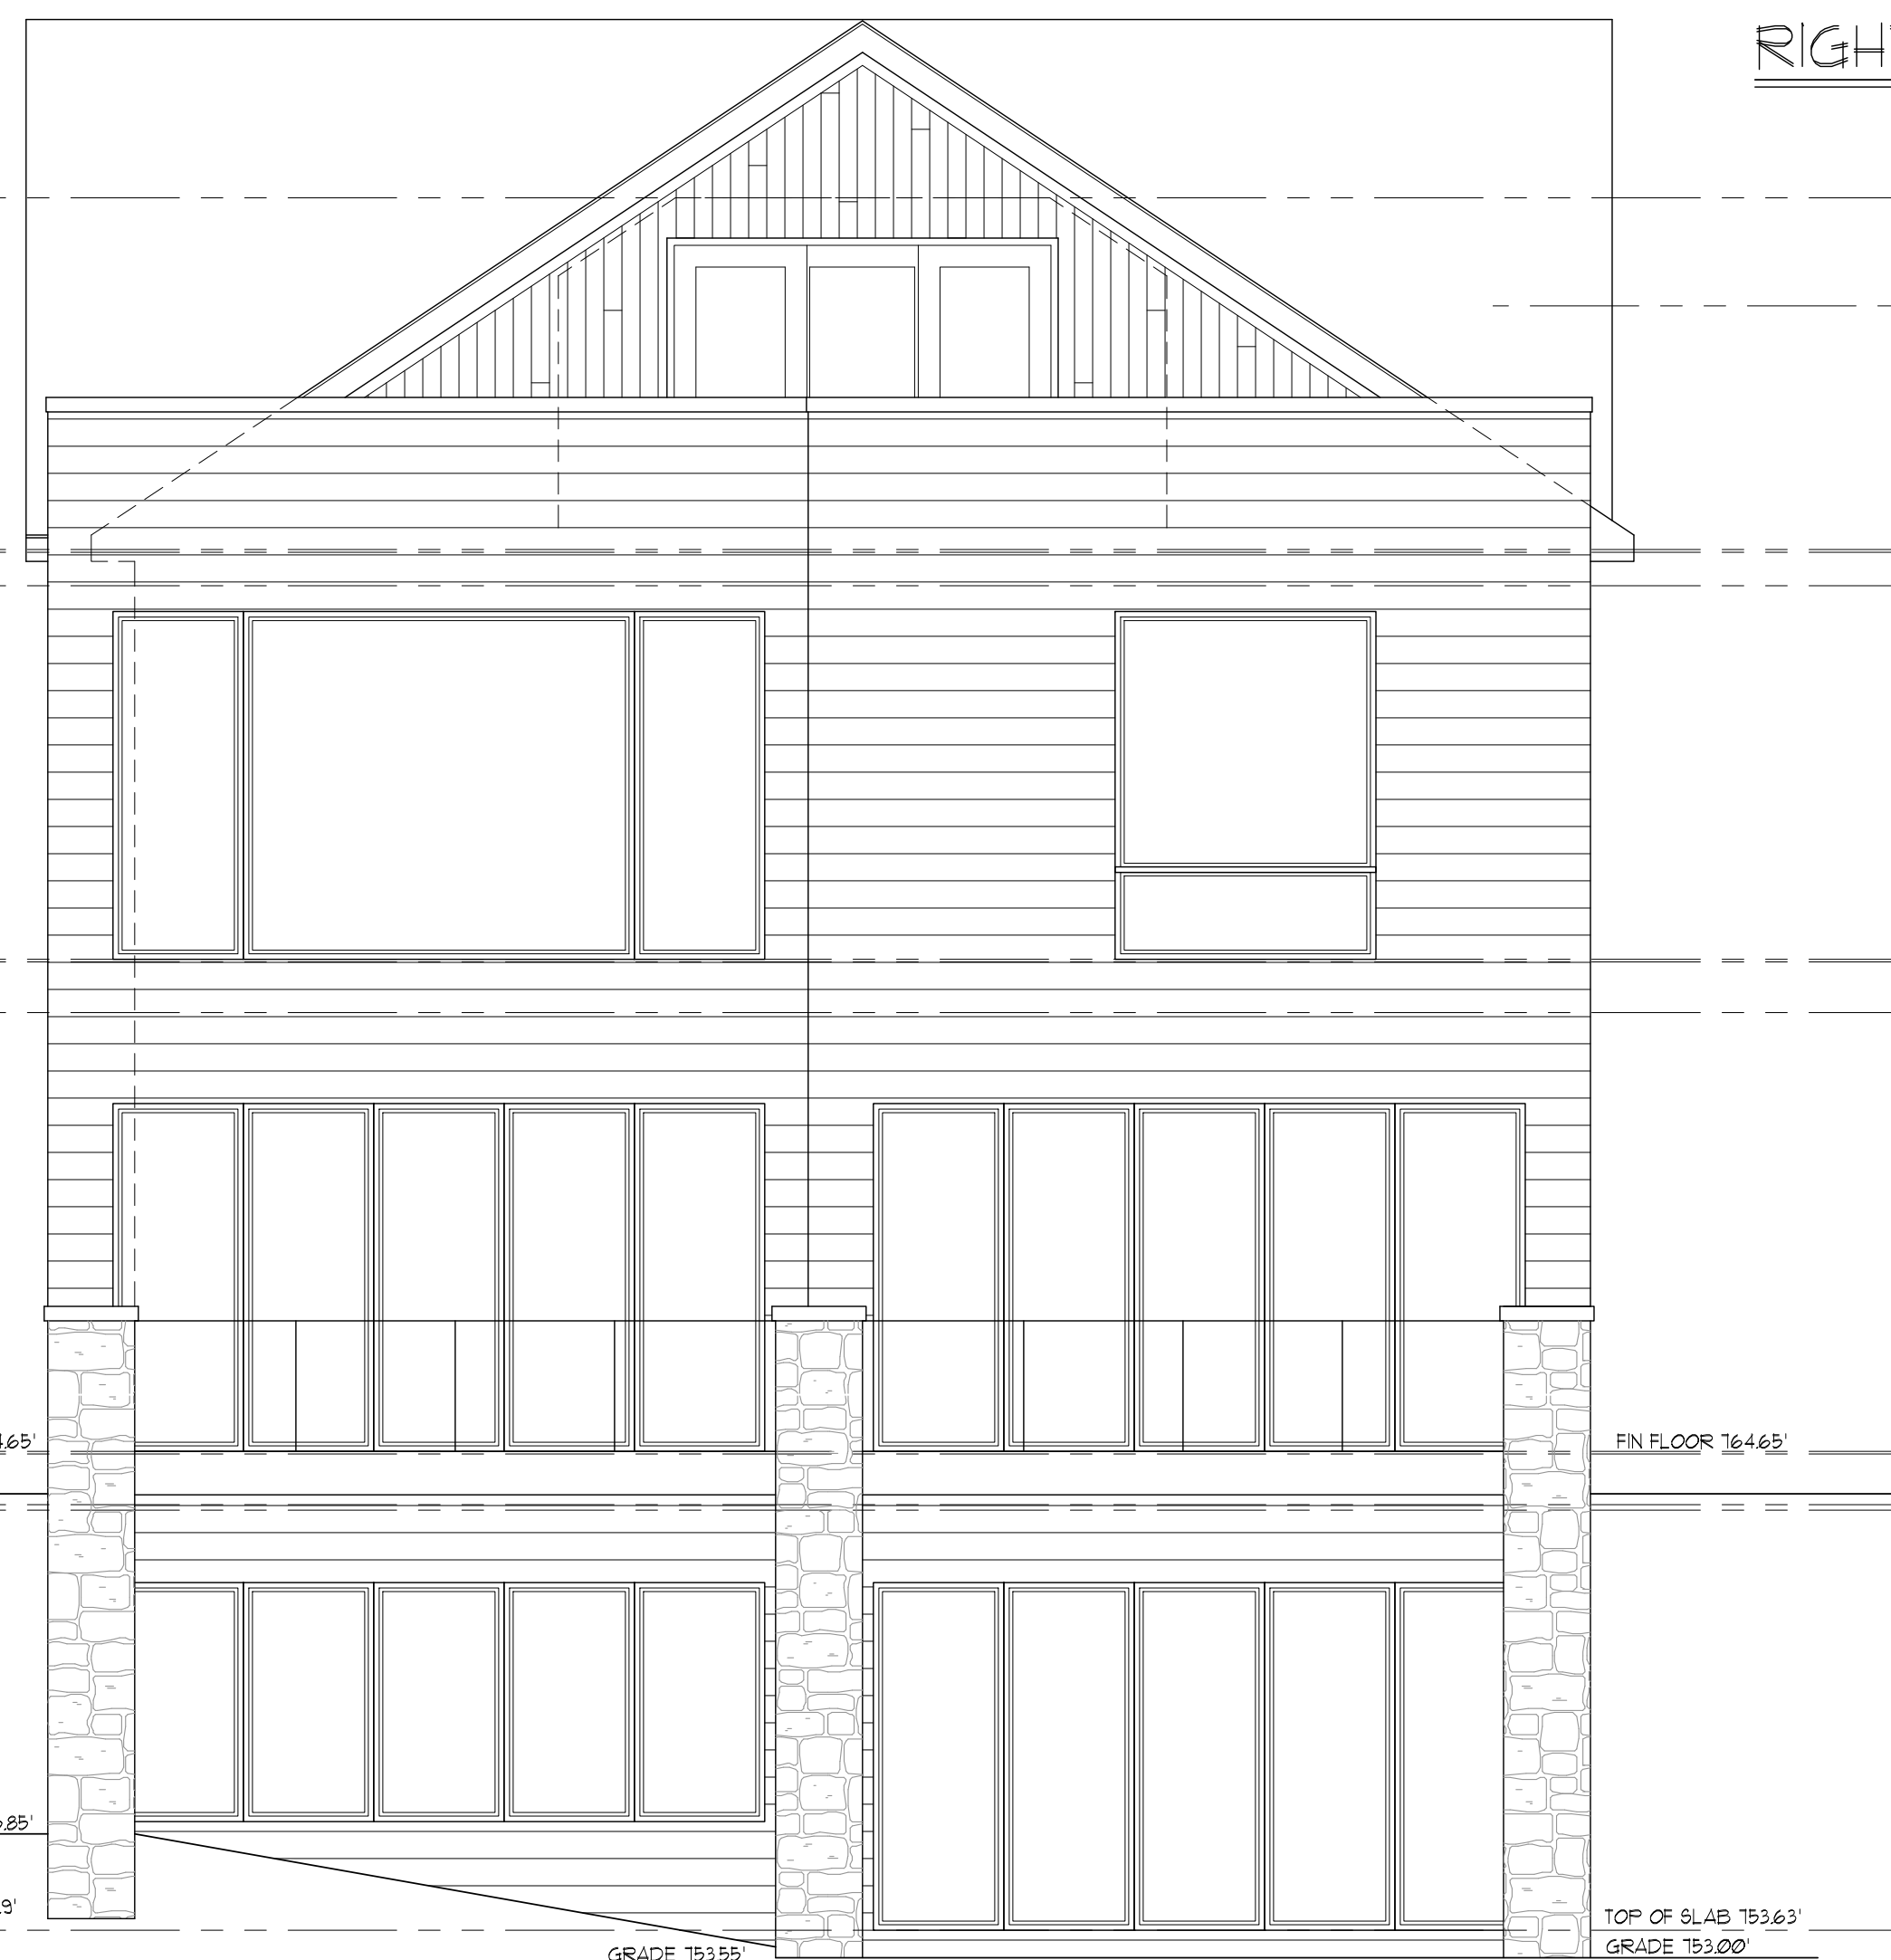 RIGH
4.65'
FIN FLOOR 764.65'
.85'
.9'
TOP OF SLAB 753.63'
GRADE 753.00'
GRADE 753.55'